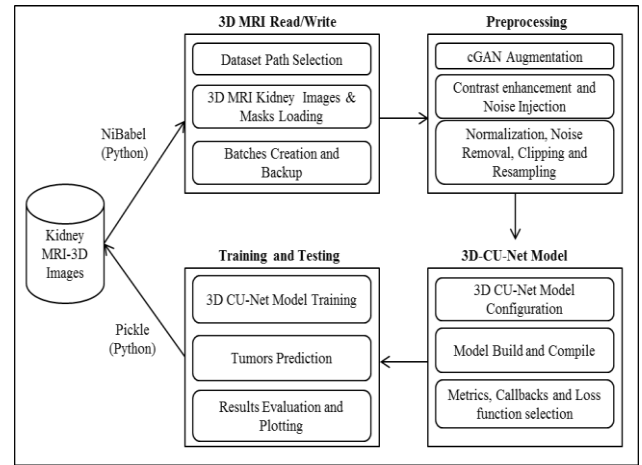 3D MRI Read/Write
Dataset Path Selection
3D MRI Kidney Images &
Masks Loading
Batches Creation and
Backup
Preprocessing
cGAN Augmentation
Contrast enhancement and
Noise Injection
Normalization, Noise
Removal, Clipping and
Resampling
NiBabel
(Python)
Kidney
MRI-3D
Images
Pickle
(Python)
Training and Testing
3D CU-Net Model Training
Tumors Prediction
Results Evaluation and
Plotting
3D-CU-Net Model
3D CU-Net Model
Configuration
Model Build and Compile
Metrics, Callbacks and Loss
function selection